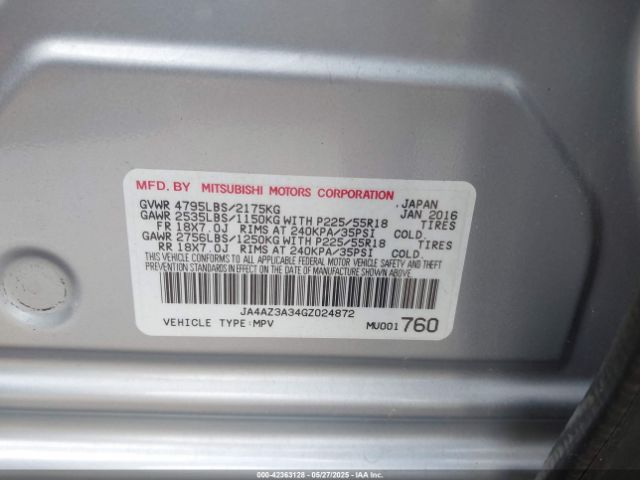 MFD. BY MITSUBISHI MOTORS CORPORATION
GVWR 4795LBS/2175KG JAPAN
GAWR 2535LBS/1150KG WITH P225/55R18 JAN 2016
FR 18X7.0J RIMS AT 240KPA/35PSI COLD. TIRES
GAWR 2756LBS/1250KG WITH P225/55R18 TIRES
RR 18X7.0J RIMS AT 240KPA/35PSI COLD.
THIS VEHICLE CONFORMS TO ALL APPLICABLE FEDERAL MOTOR VEHICLE SAFETY AND THEFT
PREVENTION STANDARDS IN EFFECT ON THE DATE OF MANUFACTURE SHOWN ABOVE.
JA4AZ3A34GZ024872
VEHICLE TYPE:MPV MU001 760
000-42363128 - 05/27/2025 - IAAI.COM